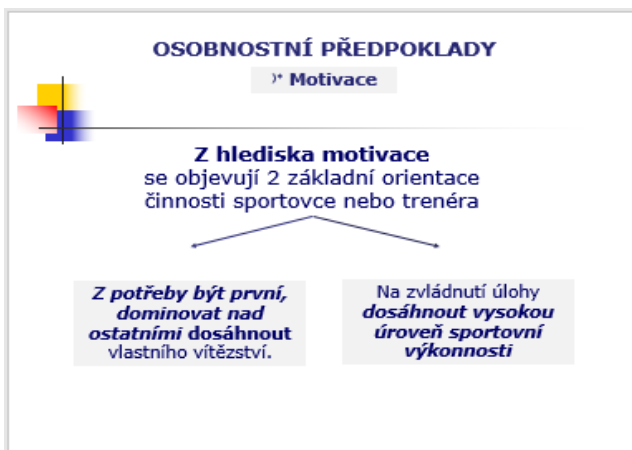 OSOBNOSTNÍ PŘEDPOKLADY
Motivace
Z hlediska motivace
se objevují 2 základní orientace
činnosti sportovce nebo trenéra
Z potřeby být první,
dominovat nad
ostatními dosáhnout
vlastního vítězství.
Na zvládnutí úlohy
dosáhnout vysokou
úroveň sportovní
výkonnosti